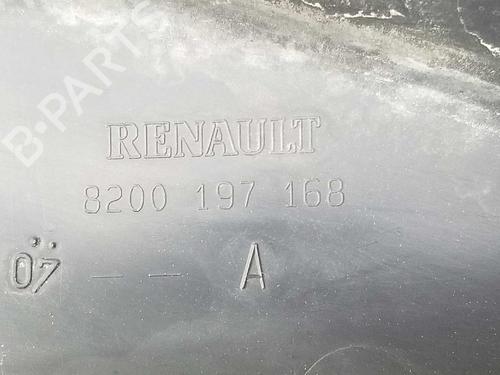 B-PARTS
RENAULT
8200 197 168
07 -- A